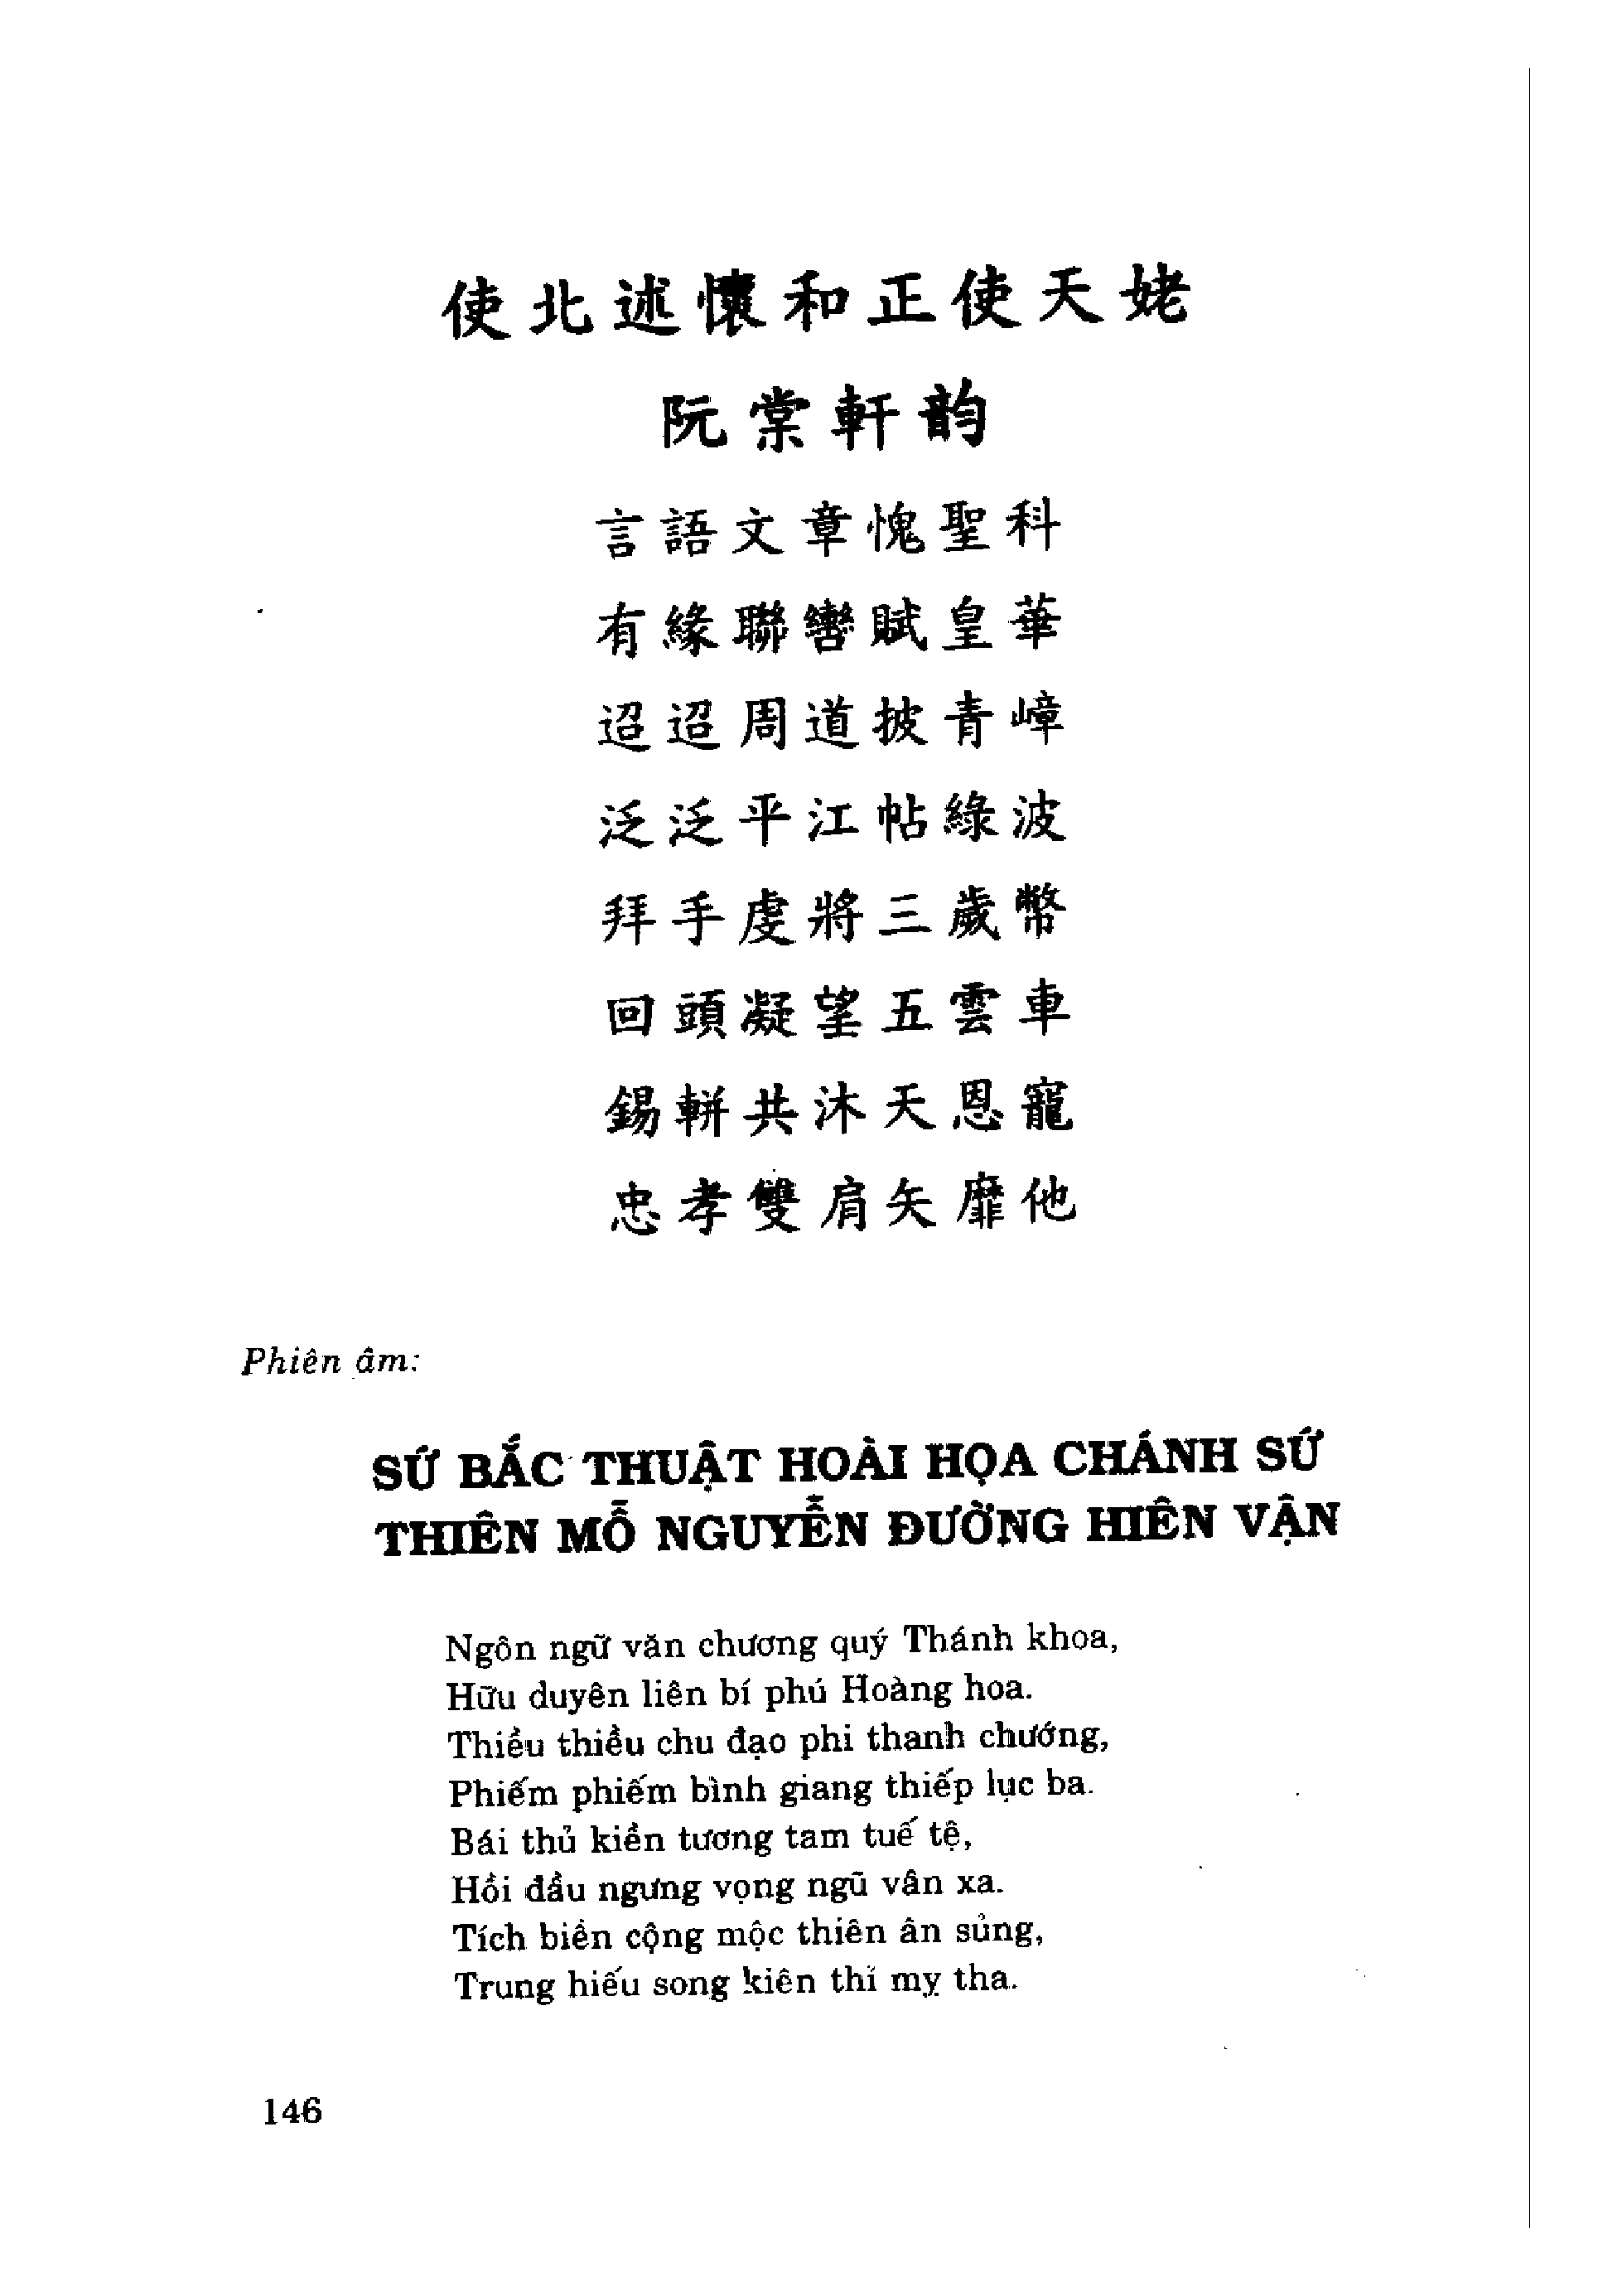 使北述懷和正使天姥
阮棠軒韵
言語文章愧聖科
有緣聯轡賦皇華
迢迢周道披青嶂
泛泛平江帖綠波
拜手虔將三歲幣
回頭凝望五雲車
錫軿共沐天恩寵
忠孝雙肩矢靡他
Phiên âm:
SỨ BẮC THUẬT HOÀI HỌA CHÁNH SỨ
THIÊN MỖ NGUYỄN ĐƯỜNG HIÊN VẬN
Ngôn ngữ văn chương quý Thánh khoa,
Hữu duyên liên bí phú Hoàng hoa.
Thiều thiều chu đạo phi thanh chướng,
Phiếm phiếm bình giang thiếp lục ba.
Bái thủ kiền tương tam tuế tệ,
Hồi đầu ngưng vọng ngũ vân xa.
Tích biền cộng mộc thiên ân sủng,
Trung hiếu song kiên thỉ mỵ tha.
146